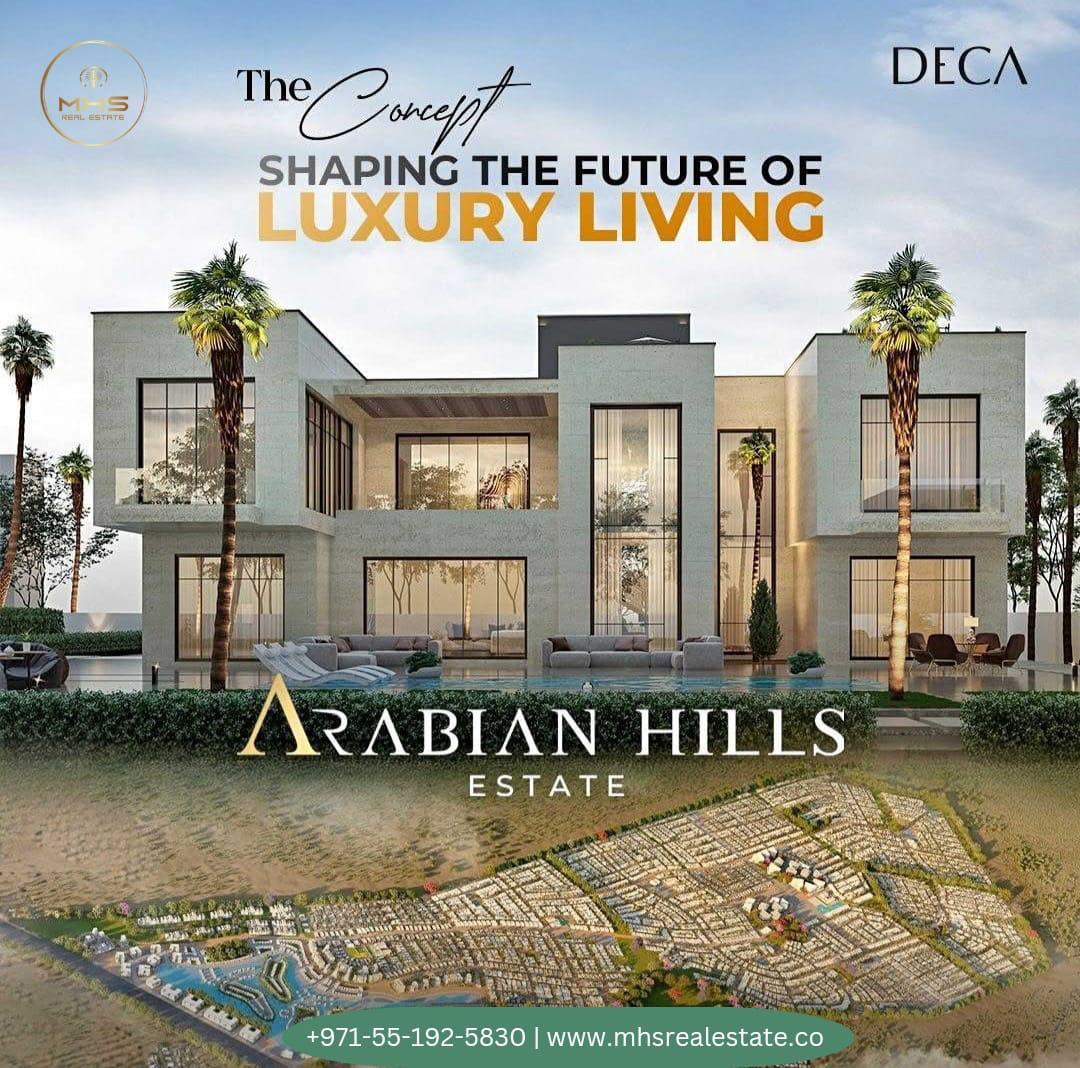 MHS
REAL ESTATE
DECA
The Concept
SHAPING THE FUTURE OF
LUXURY LIVING
ARABIAN HILLS
ESTATE
+971-55-192-5830 | www.mhsrealestate.co